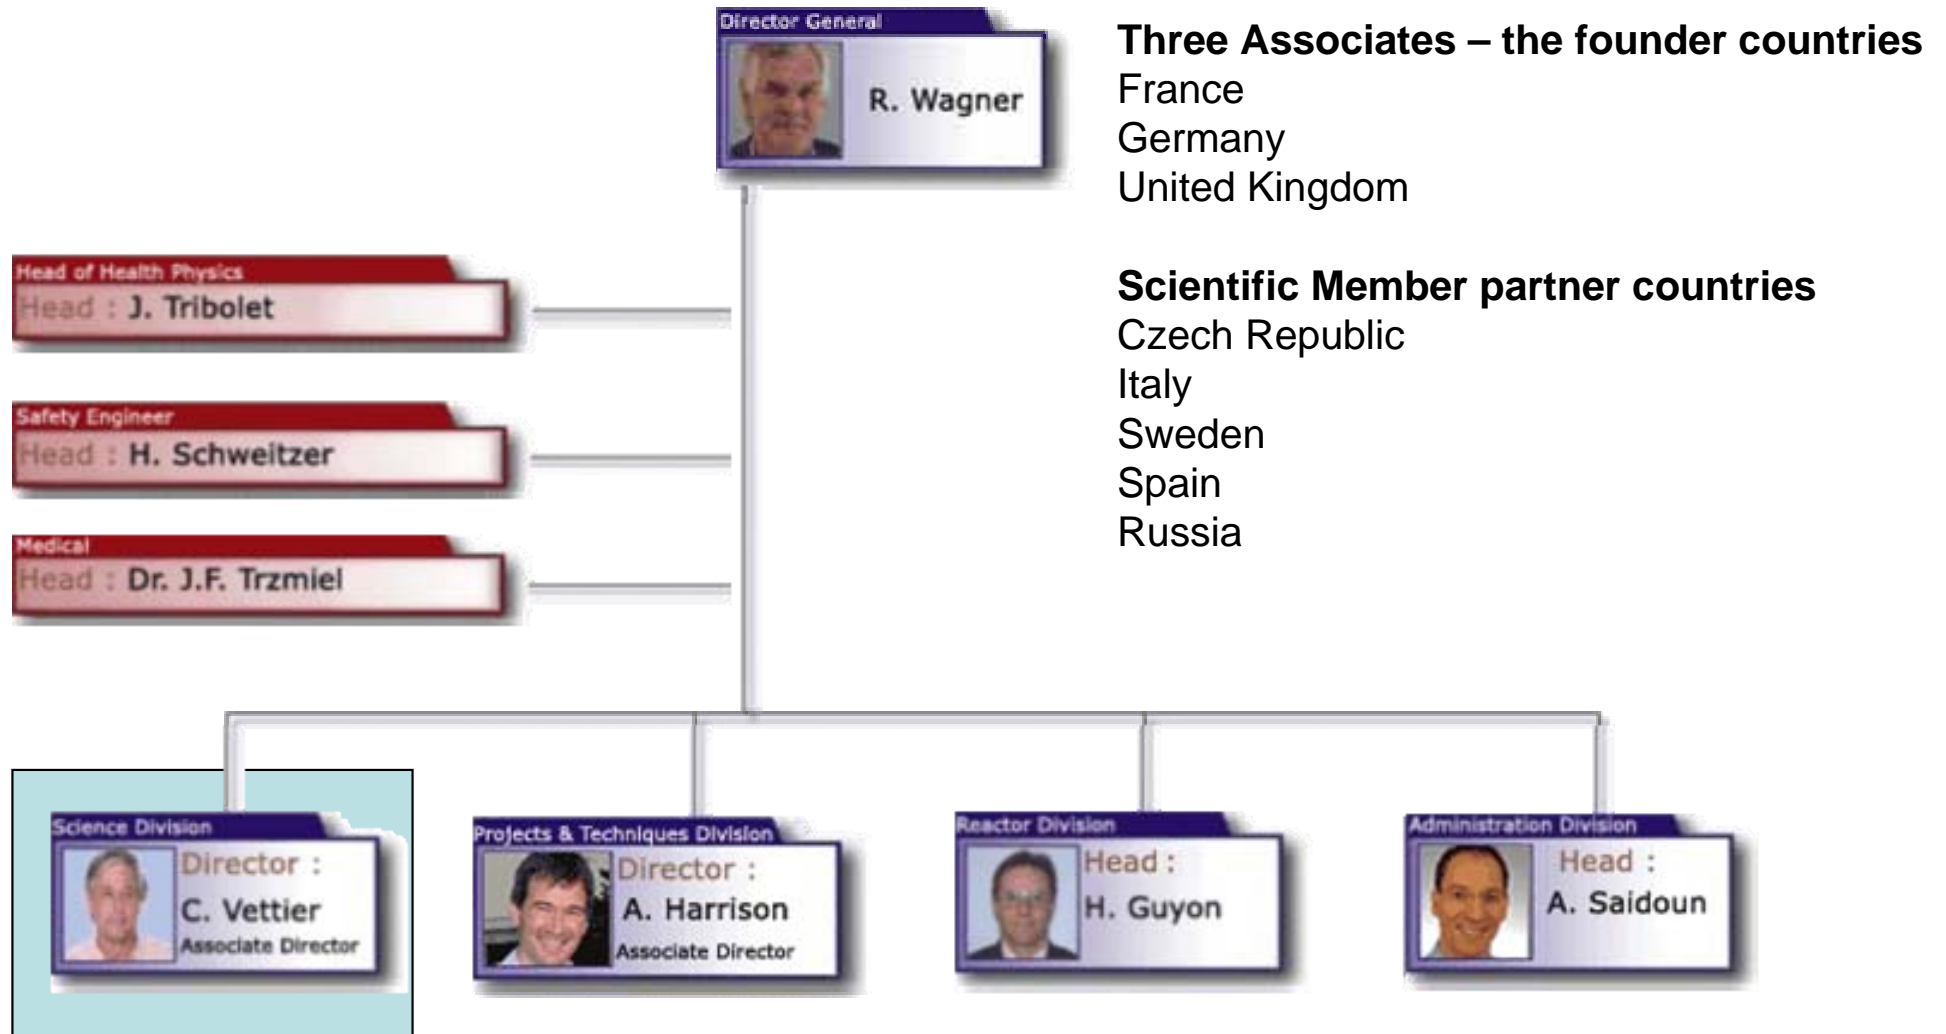 Director General
R. Wagner
Three Associates – the founder countries
France
Germany
United Kingdom
Scientific Member partner countries
Czech Republic
Italy
Sweden
Spain
Russia
Head of Health Physics
Head : J. Tribolet
Safety Engineer
Head : H. Schweitzer
Medical
Head : Dr. J.F. Trzmiel
Science Division
Director :
C. Vettier
Associate Director
Projects & Techniques Division
Director :
A. Harrison
Associate Director
Reactor Division
Head :
H. Guyon
Administration Division
Head :
A. Saidoun